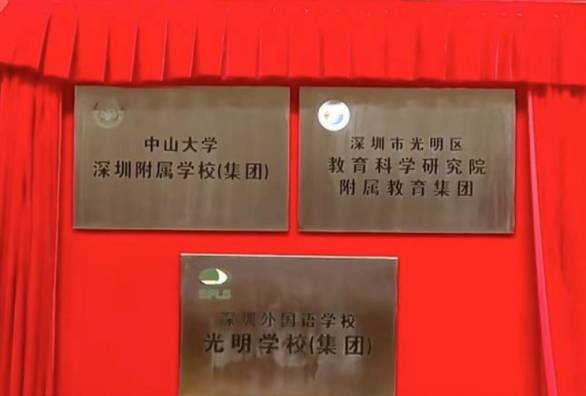 中山大学
深圳附属学校(集团)
深圳市光明区
教育科学研究院
附属教育集团
SFLS
深圳外国语学校
光明学校(集团)